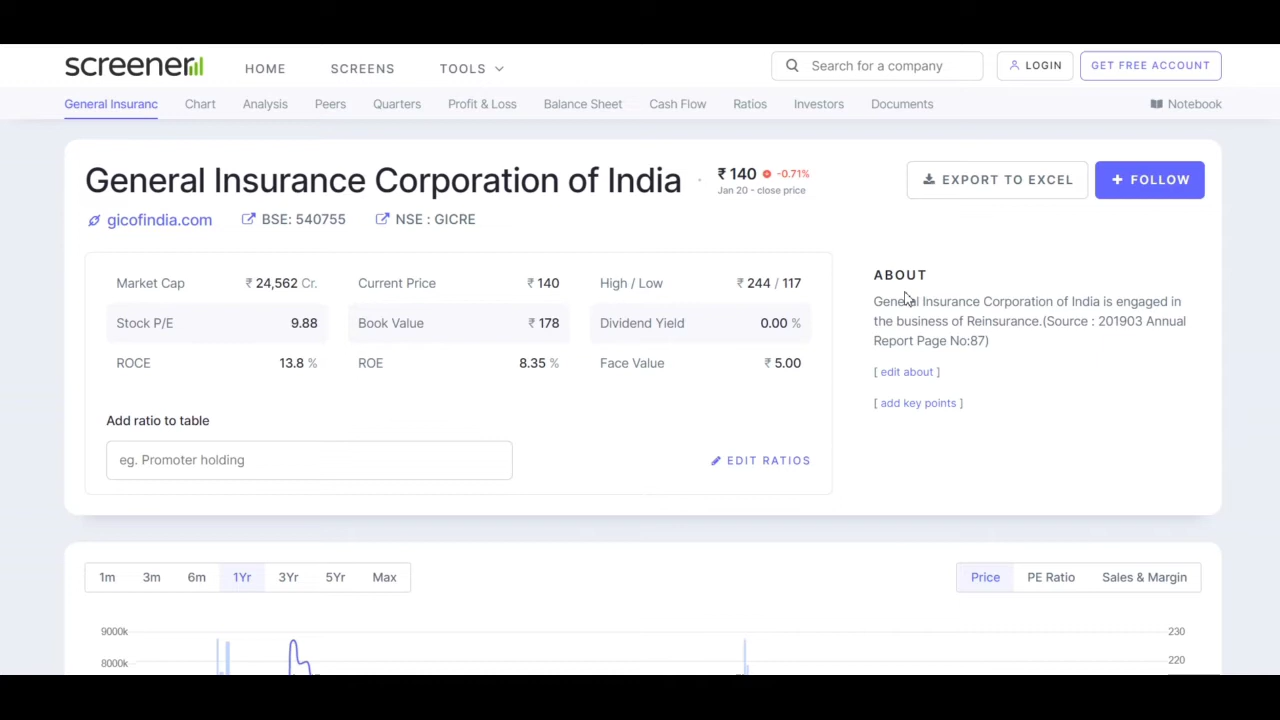 screener HOME SCREENS TOOLS Search for a company LOGIN GET FREE ACCOUNT
General Insuranc Chart Analysis Peers Quarters Profit & Loss Balance Sheet Cash Flow Ratios Investors Documents Notebook
General Insurance Corporation of India · ₹ 140 -0.71%
Jan 20 - close price
EXPORT TO EXCEL + FOLLOW
gicofindia.com BSE: 540755 NSE : GICRE
Market Cap ₹ 24,562 Cr. Current Price ₹ 140 High / Low ₹ 244 / 117
Stock P/E 9.88 Book Value ₹ 178 Dividend Yield 0.00 %
ROCE 13.8 % ROE 8.35 % Face Value ₹ 5.00
Add ratio to table
eg. Promoter holding EDIT RATIOS
ABOUT
General Insurance Corporation of India is engaged in
the business of Reinsurance.(Source : 201903 Annual
Report Page No:87)
[ edit about ]
[ add key points ]
1m 3m 6m 1Yr 3Yr 5Yr Max Price PE Ratio Sales & Margin
9000k 230
8000k 220